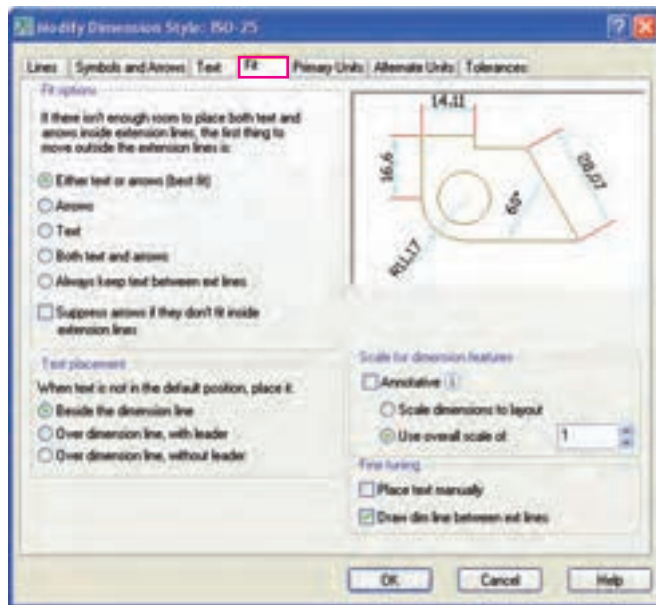 Modify Dimension Style: ISO-25
Lines Symbols and Arrows Text Fit Primary Units Alternate Units Tolerances
Fit options
If there isn't enough room to place both text and
arrows inside extension lines, the first thing to
move outside the extension lines is:
Either text or arrows (best fit)
Arrows
Text
Both text and arrows
Always keep text between ext lines
Suppress arrows if they don't fit inside
extension lines
14,11
16,6
28,07
60°
R11,17
Text placement
When text is not in the default position, place it:
Beside the dimension line
Over dimension line, with leader
Over dimension line, without leader
Scale for dimension features
Annotative
Scale dimensions to layout
Use overall scale of: 1
Fine tuning
Place text manually
Draw dim line between ext lines
OK Cancel Help